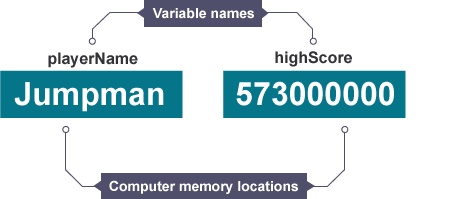 Variable names
playerName
highScore
Jumpman
573000000
Computer memory locations